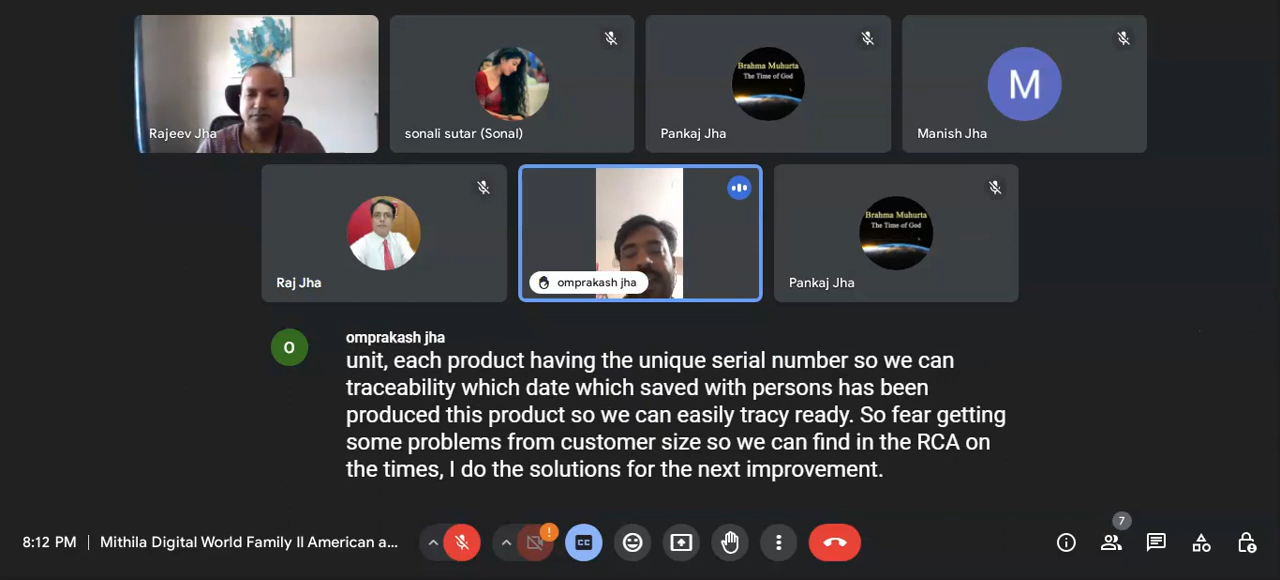 Rajeev Jha
sonali sutar (Sonal)
Brahma Muhurta
The Time of God
Pankaj Jha
M
Manish Jha
Raj Jha
omprakash jha
Brahma Muhurta
The Time of God
Pankaj Jha
O
omprakash jha
unit, each product having the unique serial number so we can
traceability which date which saved with persons has been
produced this product so we can easily tracy ready. So fear getting
some problems from customer size so we can find in the RCA on
the times, I do the solutions for the next improvement.
8:12 PM | Mithila Digital World Family II American a...
!
CC
7